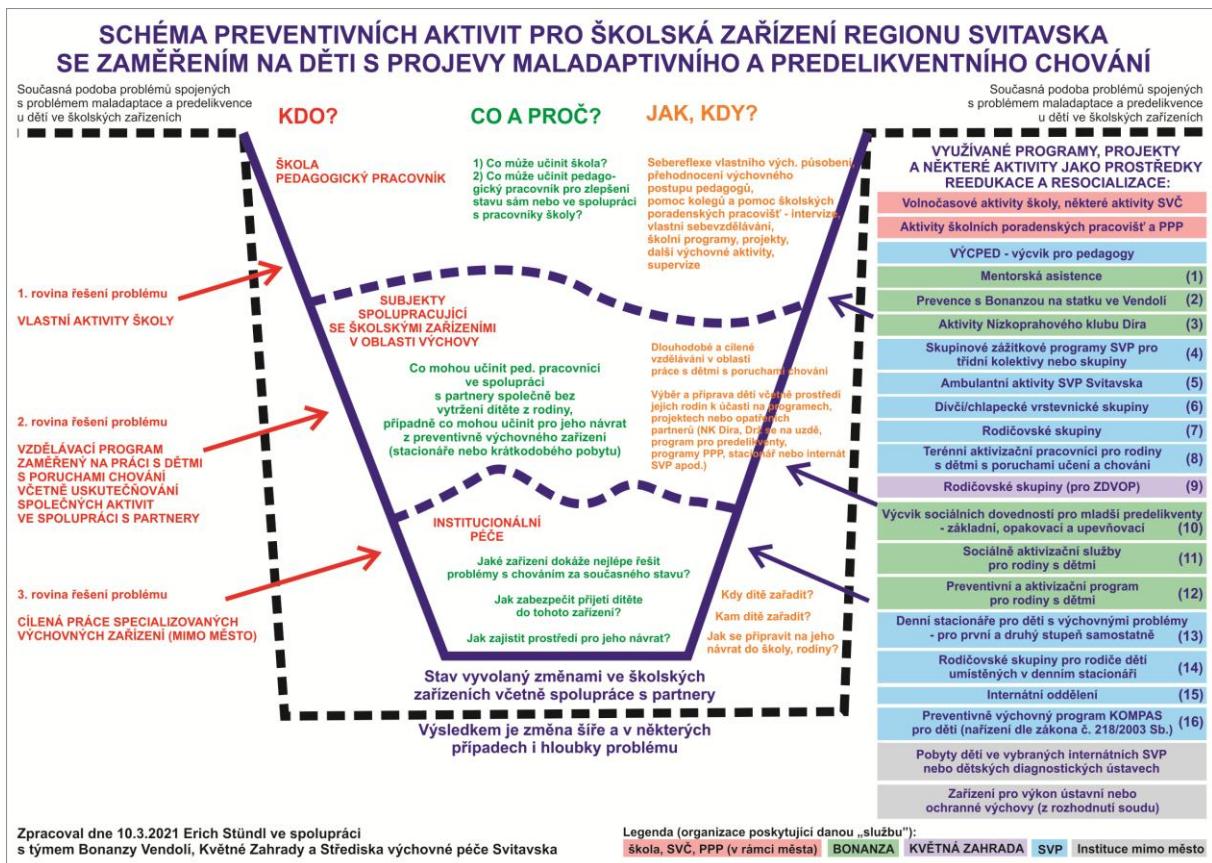 SCHÉMA PREVENTIVNÍCH AKTIVIT PRO ŠKOLSKÁ ZAŘÍZENÍ REGIONU SVITAVSKA
SE ZAMĚŘENÍM NA DĚTI S PROJEVY MALADAPTIVNÍHO A PREDELIKVENTNÍHO CHOVÁNÍ
Současná podoba problémů spojených
s problémem maladaptace a predelikvence
u dětí ve školských zařízeních
KDO?
CO A PROČ?
JAK, KDY?
Současná podoba problémů spojených
s problémem maladaptace a predelikvence
u dětí ve školských zařízeních
ŠKOLA
PEDAGOGICKÝ PRACOVNÍK
1) Co může učinit škola?
2) Co může učinit pedago-
gický pracovník pro zlepšení
stavu sám nebo ve spolupráci
s pracovníky školy?
Sebereflexe vlastního vých. působení
přehodnocení výchovného
postupu pedagogů,
pomoc kolegů a pomoc školských
poradenských pracovišť - intervize,
vlastní sebevzdělávání,
školní programy, projekty,
další výchovné aktivity,
supervize
1. rovina řešení problému
VLASTNÍ AKTIVITY ŠKOLY
SUBJEKTY
SPOLUPRACUJÍCÍ
SE ŠKOLSKÝMI ZAŘÍZENÍMI
V OBLASTI VÝCHOVY
Co mohou učinit ped. pracovníci
ve spolupráci
s partnery společně bez
vytržení dítěte z rodiny,
případně co mohou učinit pro jeho návrat
z preventivně výchovného zařízení
(stacionáře nebo krátkodobého pobytu)
Dlouhodobé a cílené
vzdělávání v oblasti
práce s dětmi s poruchami chování
Výběr a příprava dětí včetně prostředí
jejich rodin k účasti na programech,
projektech nebo opatřeních
partnerů (NK Díra, Drž se na uzdě,
program pro predelikventy,
programy PPP, stacionář nebo internát
SVP apod.)
2. rovina řešení problému
VZDĚLÁVACÍ PROGRAM
ZAMĚŘENÝ NA PRÁCI S DĚTMI
S PORUCHAMI CHOVÁNÍ
VČETNĚ USKUTEČŇOVÁNÍ
SPOLEČNÝCH AKTIVIT
VE SPOLUPRÁCI S PARTNERY
INSTITUCIONÁLNÍ
PÉČE
Jaké zařízení dokáže nejlépe řešit
problémy s chováním za současného stavu?
Jak zabezpečit přijetí dítěte
do tohoto zařízení?
Jak zajistit prostředí pro jeho návrat?
Kdy dítě zařadit?
Kam dítě zařadit?
Jak se připravit na jeho
návrat do školy, rodiny?
3. rovina řešení problému
CÍLENÁ PRÁCE SPECIALIZOVANÝCH
VÝCHOVNÝCH ZAŘÍZENÍ (MIMO MĚSTO)
Stav vyvolaný změnami ve školských
zařízeních včetně spolupráce s partnery
Výsledkem je změna šíře a v některých
případech i hloubky problému
VYUŽÍVANÉ PROGRAMY, PROJEKTY
A NĚKTERÉ AKTIVITY JAKO PROSTŘEDKY
REEDUKACE A RESOCIALIZACE:
Volnočasové aktivity školy, některé aktivity SVČ
Aktivity školních poradenských pracovišť a PPP
VÝCPED - výcvik pro pedagogy
Mentorská asistence (1)
Prevence s Bonanzou na statku ve Vendolí (2)
Aktivity Nízkoprahového klubu Díra (3)
Skupinové zážitkové programy SVP pro
třídní kolektivy nebo skupiny (4)
Ambulantní aktivity SVP Svitavska (5)
Dívčí/chlapecké vrstevnické skupiny (6)
Rodičovské skupiny (7)
Terénní aktivizační pracovníci pro rodiny
s dětmi s poruchami učení a chování (8)
Rodičovské skupiny (pro ZDVOP) (9)
Výcvik sociálních dovedností pro mladší predelikventy
- základní, opakovací a upevňovací (10)
Sociálně aktivizační služby
pro rodiny s dětmi (11)
Preventivní a aktivizační program
pro rodiny s dětmi (12)
Denní stacionáře pro děti s výchovnými problémy
- pro první a druhý stupeň samostatně (13)
Rodičovské skupiny pro rodiče dětí
umístěných v denním stacionáři (14)
Internátní oddělení (15)
Preventivně výchovný program KOMPAS
pro děti (nařízení dle zákona č. 218/2003 Sb.) (16)
Pobyty dětí ve vybraných internátních SVP
nebo dětských diagnostických ústavech
Zařízení pro výkon ústavní nebo
ochranné výchovy (z rozhodnutí soudu)
Zpracoval dne 10.3.2021 Erich Stündl ve spolupráci
s týmem Bonanzy Vendolí, Květné Zahrady a Střediska výchovné péče Svitavska
Legenda (organizace poskytující danou „službu"):
škola, SVČ, PPP (v rámci města) BONANZA KVĚTNÁ ZAHRADA SVP Instituce mimo město